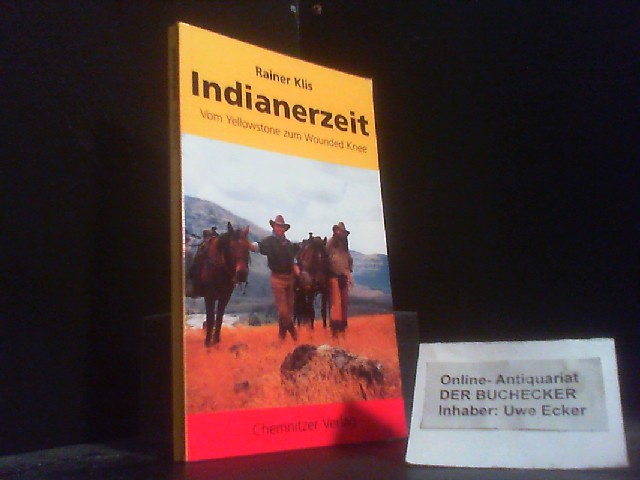 Rainer Klis
Indianerzeit
Vom Yellowstone zum Wounded Knee
Chemnitzer Verlag
Online- Antiquariat
DER BUCHECKER
Inhaber: Uwe Ecker